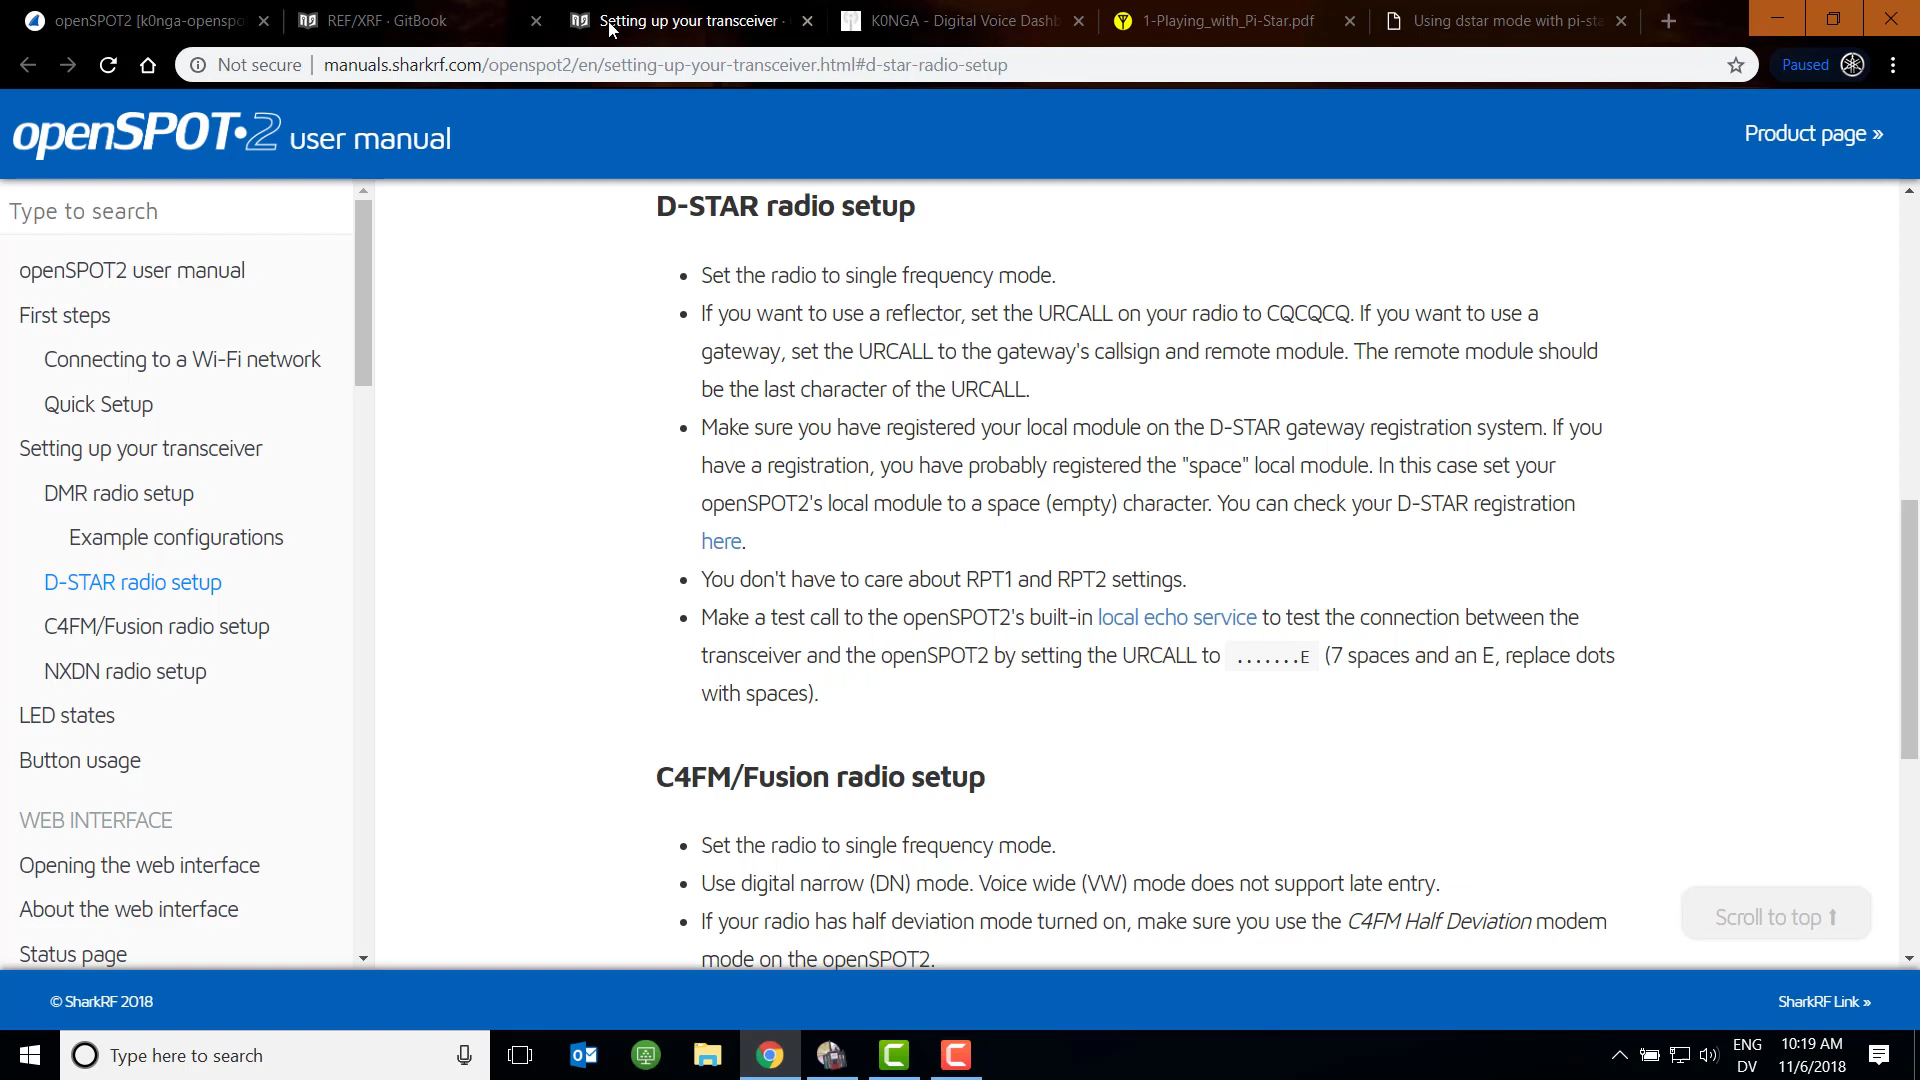 openSPOT2 [k0nga-openspo
REF/XRF · GitBook
Setting up your transceiver ·
K0NGA - Digital Voice Dashb
1-Playing_with_Pi-Star.pdf
Using dstar mode with pi-sta
Not secure | manuals.sharkrf.com/openspot2/en/setting-up-your-transceiver.html#d-star-radio-setup
Paused
openSPOT•2 user manual
Product page »
Type to search
openSPOT2 user manual
First steps
Connecting to a Wi-Fi network
Quick Setup
Setting up your transceiver
DMR radio setup
Example configurations
D-STAR radio setup
C4FM/Fusion radio setup
NXDN radio setup
LED states
Button usage
WEB INTERFACE
Opening the web interface
About the web interface
Status page
D-STAR radio setup
• Set the radio to single frequency mode.
• If you want to use a reflector, set the URCALL on your radio to CQCQCQ. If you want to use a
gateway, set the URCALL to the gateway's callsign and remote module. The remote module should
be the last character of the URCALL.
• Make sure you have registered your local module on the D-STAR gateway registration system. If you
have a registration, you have probably registered the "space" local module. In this case set your
openSPOT2's local module to a space (empty) character. You can check your D-STAR registration
here.
• You don't have to care about RPT1 and RPT2 settings.
• Make a test call to the openSPOT2's built-in local echo service to test the connection between the
transceiver and the openSPOT2 by setting the URCALL to .......E (7 spaces and an E, replace dots
with spaces).
C4FM/Fusion radio setup
• Set the radio to single frequency mode.
• Use digital narrow (DN) mode. Voice wide (VW) mode does not support late entry.
• If your radio has half deviation mode turned on, make sure you use the C4FM Half Deviation modem
mode on the openSPOT2.
Scroll to top ⬆
© SharkRF 2018
SharkRF Link »
Type here to search
ENG
DV
10:19 AM
11/6/2018